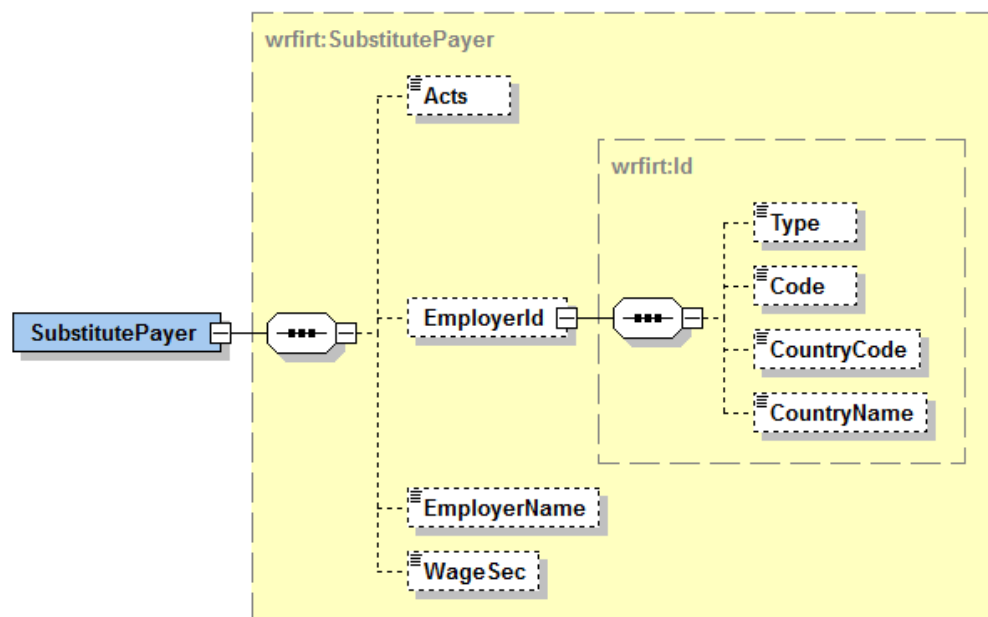 wrfirt:SubstitutePayer
Acts
wrfirt:Id
Type
Code
SubstitutePayer
EmployerId
CountryCode
CountryName
EmployerName
WageSec